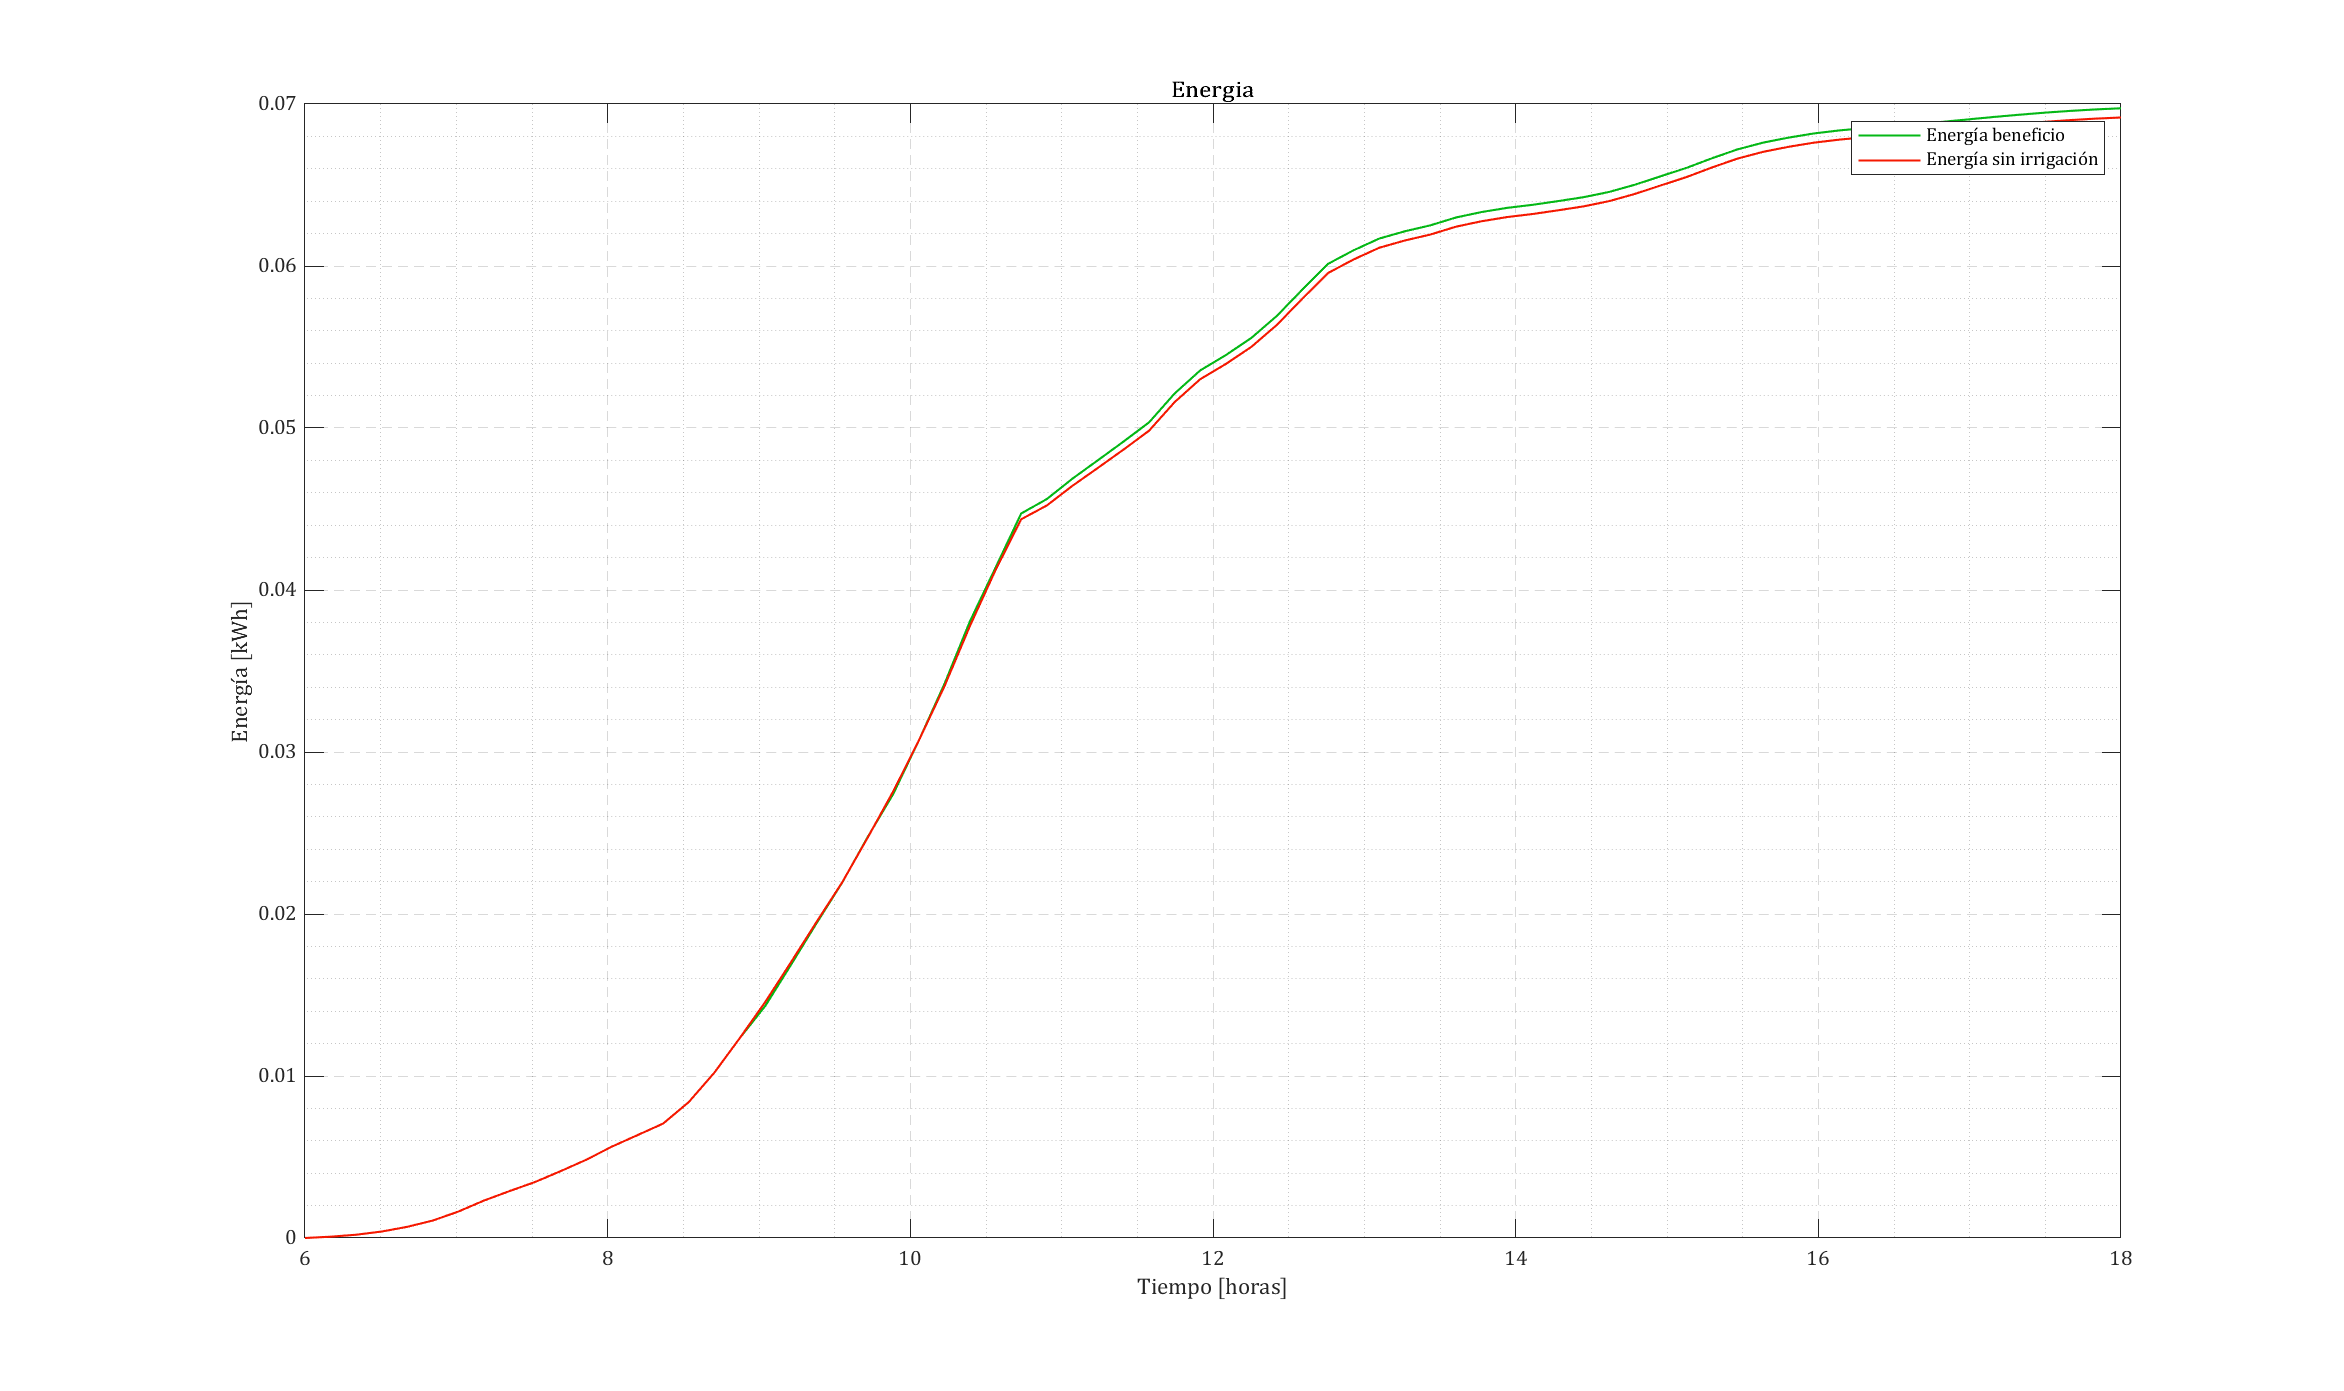 Energia
0.07
0.06
0.05
0.04
0.03
0.02
0.01
0
Energía [kWh]
Energía beneficio
Energía sin irrigación
6 8 10 12 14 16 18
Tiempo [horas]